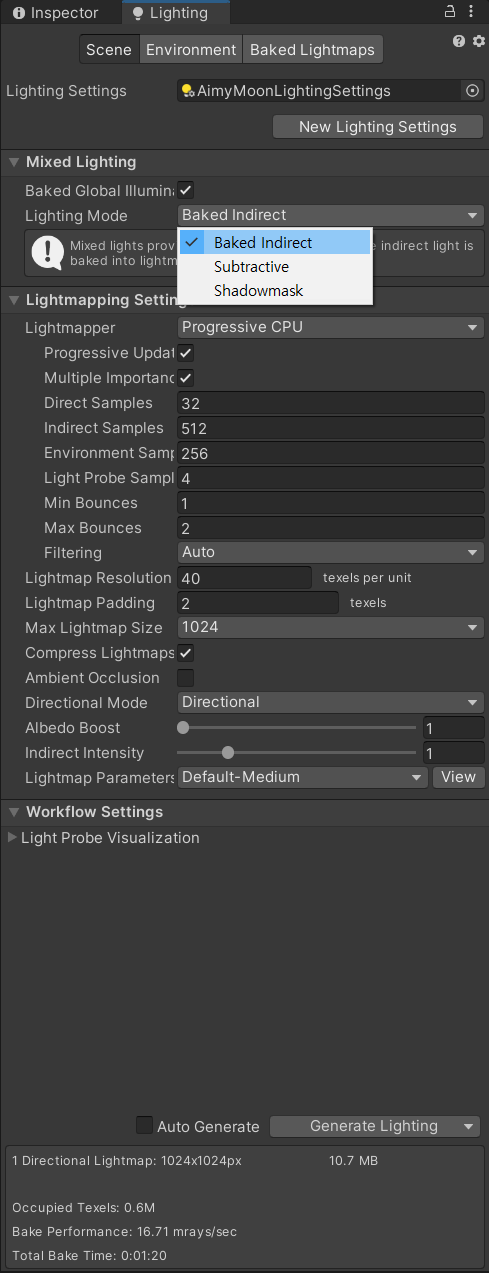 Inspector
Lighting
Scene Environment Baked Lightmaps
Lighting Settings AimyMoonLightingSettings
New Lighting Settings
Mixed Lighting
Baked Global Illumina
Lighting Mode Baked Indirect
Mixed lights prov e indirect light is
baked into lightm
Baked Indirect
Subtractive
Shadowmask
Lightmapping Setting
Lightmapper Progressive CPU
Progressive Updat
Multiple Importanc
Direct Samples 32
Indirect Samples 512
Environment Samp 256
Light Probe Sampl 4
Min Bounces 1
Max Bounces 2
Filtering Auto
Lightmap Resolution 40 texels per unit
Lightmap Padding 2 texels
Max Lightmap Size 1024
Compress Lightmaps
Ambient Occlusion
Directional Mode Directional
Albedo Boost 1
Indirect Intensity 1
Lightmap Parameters Default-Medium View
Workflow Settings
Light Probe Visualization
Auto Generate Generate Lighting
1 Directional Lightmap: 1024x1024px 10.7 MB
Occupied Texels: 0.6M
Bake Performance: 16.71 mrays/sec
Total Bake Time: 0:01:20